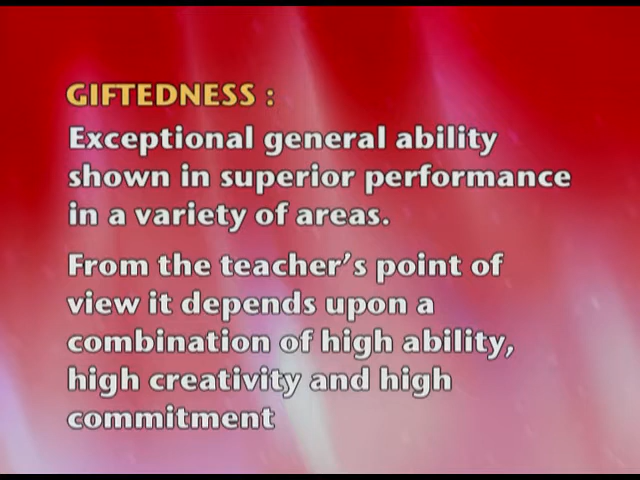 GIFTEDNESS :
Exceptional general ability
shown in superior performance
in a variety of areas.
From the teacher's point of
view it depends upon a
combination of high ability,
high creativity and high
commitment